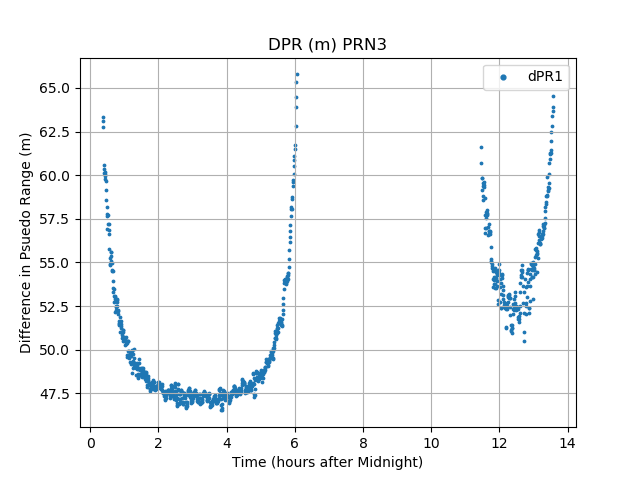 DPR (m) PRN3
dPR1
65.0
62.5
60.0
57.5
55.0
52.5
50.0
47.5
Difference in Psuedo Range (m)
0 2 4 6 8 10 12 14
Time (hours after Midnight)